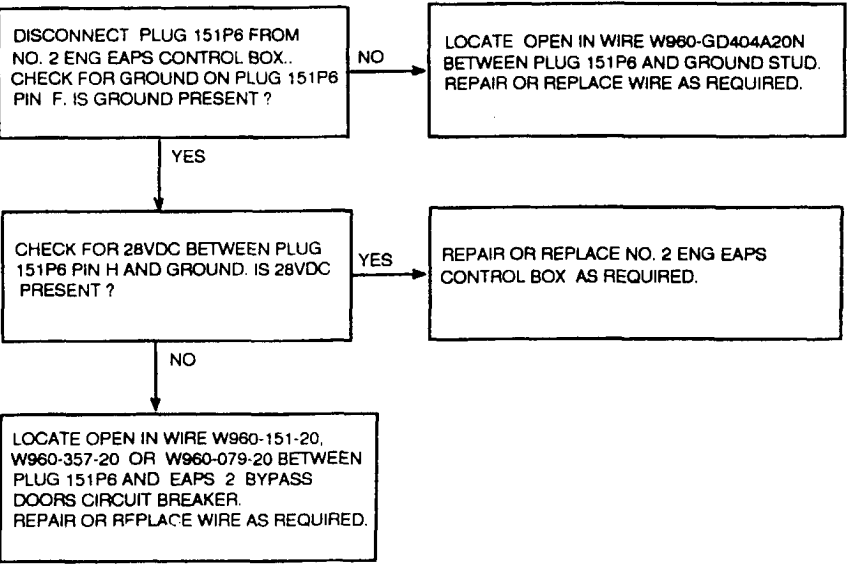 DISCONNECT PLUG 151P6 FROM
NO. 2 ENG EAPS CONTROL BOX..
CHECK FOR GROUND ON PLUG 151P6
PIN F. IS GROUND PRESENT ?
NO
LOCATE OPEN IN WIRE W960-GD404A20N
BETWEEN PLUG 151P6 AND GROUND STUD.
REPAIR OR REPLACE WIRE AS REQUIRED.
YES
CHECK FOR 28VDC BETWEEN PLUG
151P6 PIN H AND GROUND. IS 28VDC
PRESENT ?
YES
REPAIR OR REPLACE NO. 2 ENG EAPS
CONTROL BOX AS REQUIRED.
NO
LOCATE OPEN IN WIRE W960-151-20,
W960-357-20 OR W960-079-20 BETWEEN
PLUG 151P6 AND EAPS 2 BYPASS
DOORS CIRCUIT BREAKER.
REPAIR OR REPLACE WIRE AS REQUIRED.